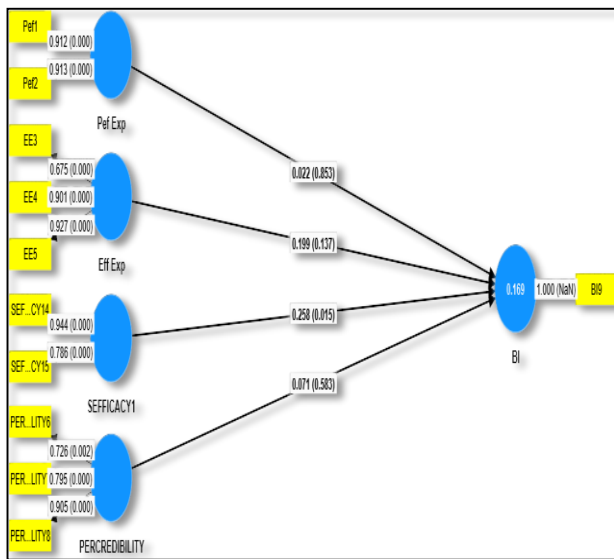 Pef1
0.912 (0.000)
0.913 (0.000)
Pef2
Pef Exp
EE3
0.675 (0.000)
EE4
0.901 (0.000)
0.927 (0.000)
EE5
Eff Exp
SEF...CY14
0.944 (0.000)
0.786 (0.000)
SEF...CY15
SEFFICACY1
PER...LITY6
0.726 (0.002)
PER...LITY
0.795 (0.000)
0.905 (0.000)
PER...LITY8
PERCREDIBILITY
0.022 (0.853)
0.199 (0.137)
0.258 (0.015)
0.071 (0.583)
0.169
1.000 (NaN)
BI9
BI